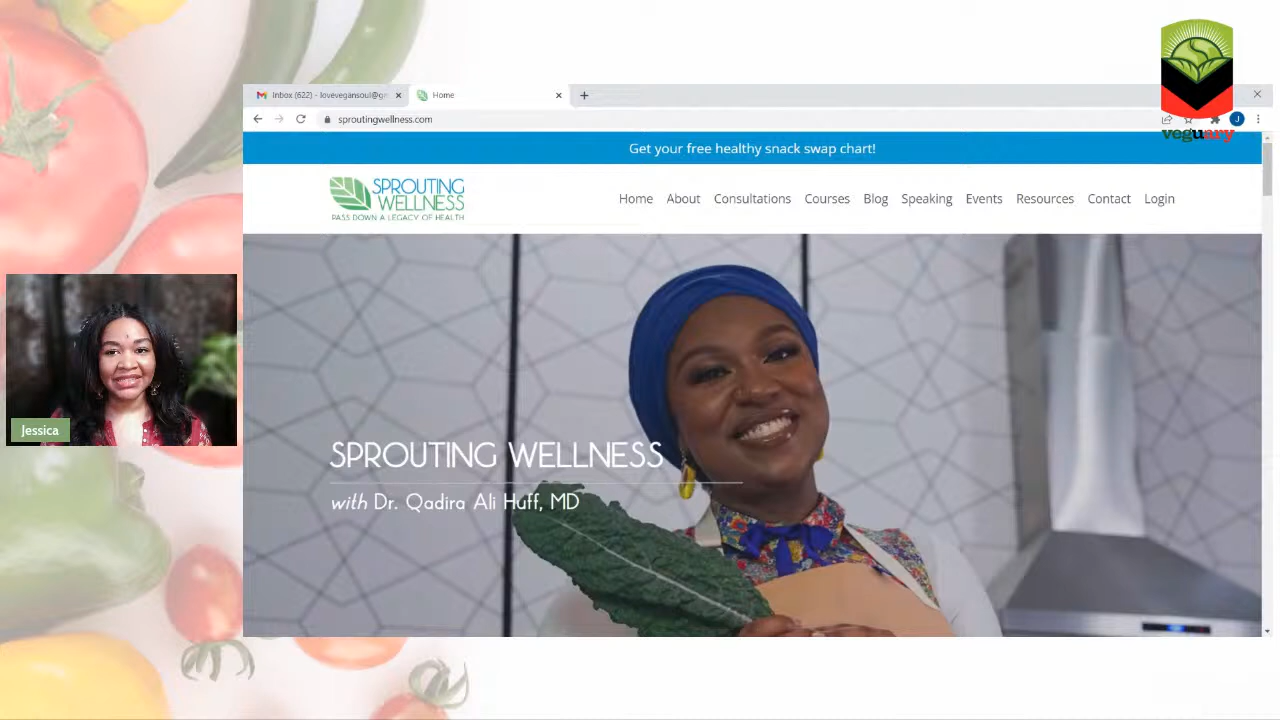 veguary
Inbox (622) - lovevegansoul@gm
Home
sproutingwellness.com
J
Get your free healthy snack swap chart!
SPROUTING
WELLNESS
PASS DOWN A LEGACY OF HEALTH
Home About Consultations Courses Blog Speaking Events Resources Contact Login
Jessica
SPROUTING WELLNESS
with Dr. Qadira Ali Huff, MD